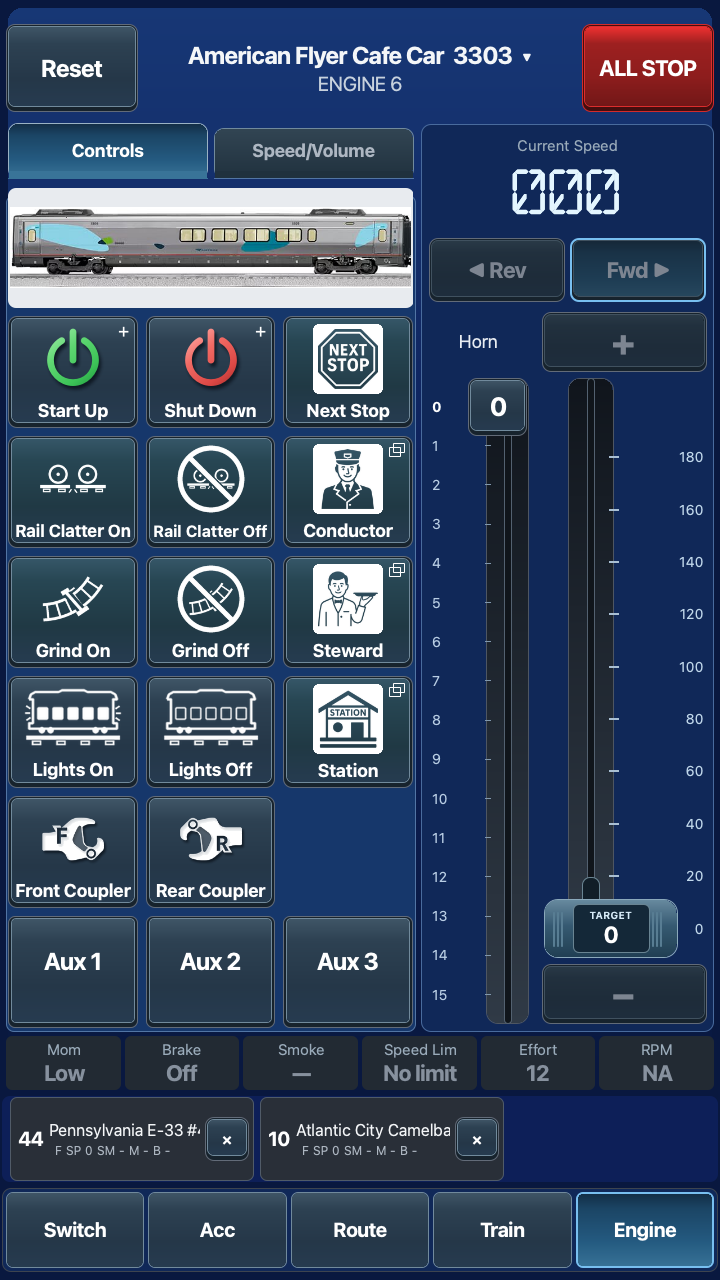 Reset
American Flyer Cafe Car 3303 ▼
ENGINE 6
ALL STOP
Controls
Speed/Volume
Current Speed
000
◀ Rev
Fwd ▶
Horn
+
Start Up
+
Shut Down
+
NEXT STOP
Next Stop
Rail Clatter On
Rail Clatter Off
Conductor
Grind On
Grind Off
Steward
Lights On
Lights Off
STATION
Station
F
Front Coupler
R
Rear Coupler
Aux 1
Aux 2
Aux 3
0
0
1
2
3
4
5
6
7
8
9
10
11
12
13
14
15
180
160
140
120
100
80
60
40
20
0
TARGET
0
–
Mom
Low
Brake
Off
Smoke
—
Speed Lim
No limit
Effort
12
RPM
NA
44 Pennsylvania E-33 #
F SP 0 SM - M - B -
×
10 Atlantic City Camelba
F SP 0 SM - M - B -
×
Switch
Acc
Route
Train
Engine